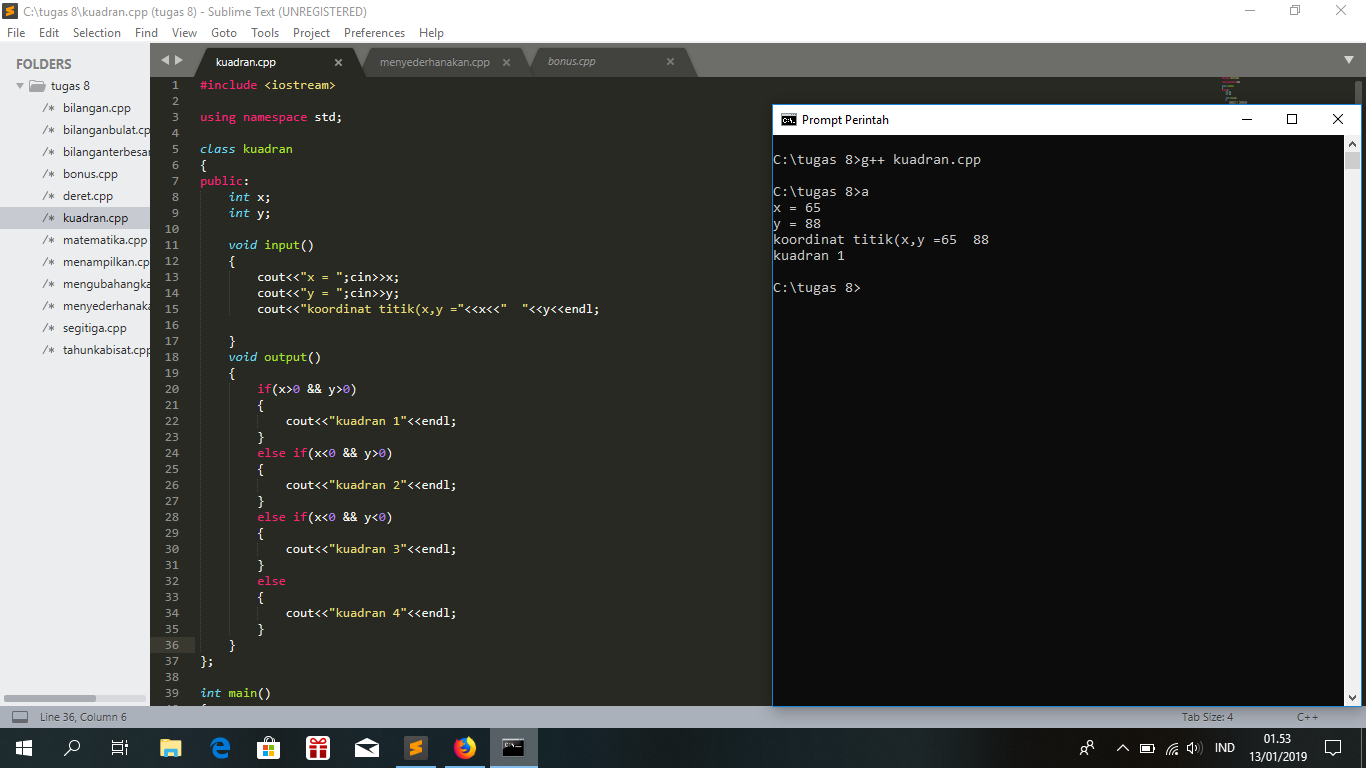 C:\tugas 8\kuadran.cpp (tugas 8) - Sublime Text (UNREGISTERED)
File Edit Selection Find View Goto Tools Project Preferences Help
FOLDERS
tugas 8
/* bilangan.cpp
/* bilanganbulat.cp
/* bilanganterbesar
/* bonus.cpp
/* deret.cpp
/* kuadran.cpp
/* matematika.cpp
/* menampilkan.cp
/* mengubahangka
/* menyederhanaka
/* segitiga.cpp
/* tahunkabisat.cpp
kuadran.cpp menyederhanakan.cpp bonus.cpp
1 #include <iostream>
2
3 using namespace std;
4
5 class kuadran
6 {
7 public:
8 int x;
9 int y;
10
11 void input()
12 {
13 cout<<"x = ";cin>>x;
14 cout<<"y = ";cin>>y;
15 cout<<"koordinat titik(x,y ="<<x<<"  "<<y<<endl;
16
17 }
18 void output()
19 {
20 if(x>0 && y>0)
21 {
22 cout<<"kuadran 1"<<endl;
23 }
24 else if(x<0 && y>0)
25 {
26 cout<<"kuadran 2"<<endl;
27 }
28 else if(x<0 && y<0)
29 {
30 cout<<"kuadran 3"<<endl;
31 }
32 else
33 {
34 cout<<"kuadran 4"<<endl;
35 }
36 }
37 };
38
39 int main()
Prompt Perintah
C:\tugas 8>g++ kuadran.cpp
C:\tugas 8>a
x = 65
y = 88
koordinat titik(x,y =65  88
kuadran 1
C:\tugas 8>
Line 36, Column 6
Tab Size: 4 C++
IND
01.53
13/01/2019